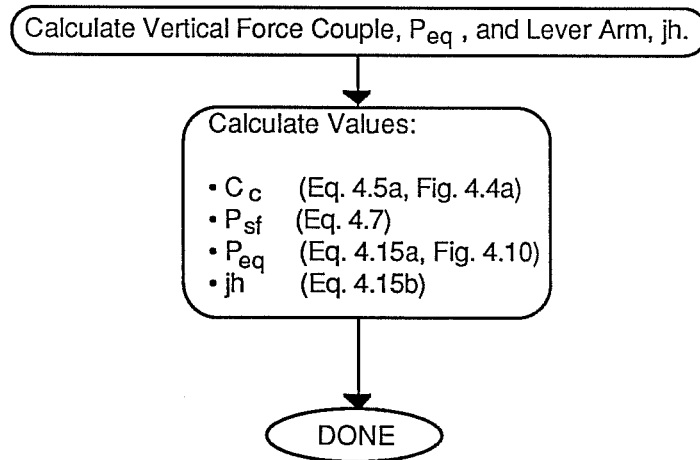 Calculate Vertical Force Couple, Peq , and Lever Arm, jh.
Calculate Values:
• Cc (Eq. 4.5a, Fig. 4.4a)
• Psf (Eq. 4.7)
• Peq (Eq. 4.15a, Fig. 4.10)
• jh (Eq. 4.15b)
DONE